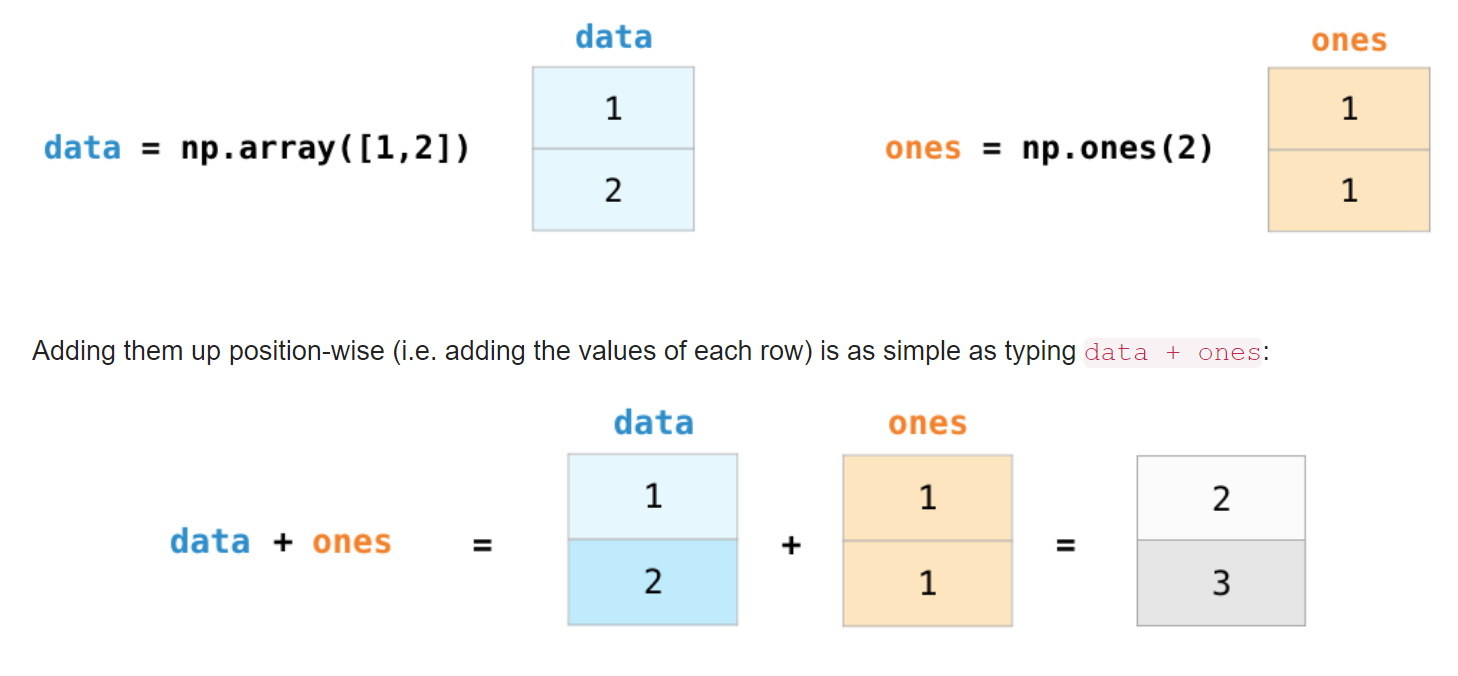 data
ones
data = np.array([1,2])
1
2
ones = np.ones(2)
1
1
Adding them up position-wise (i.e. adding the values of each row) is as simple as typing data + ones:
data
ones
data + ones = 
1
2
+
1
1
=
2
3